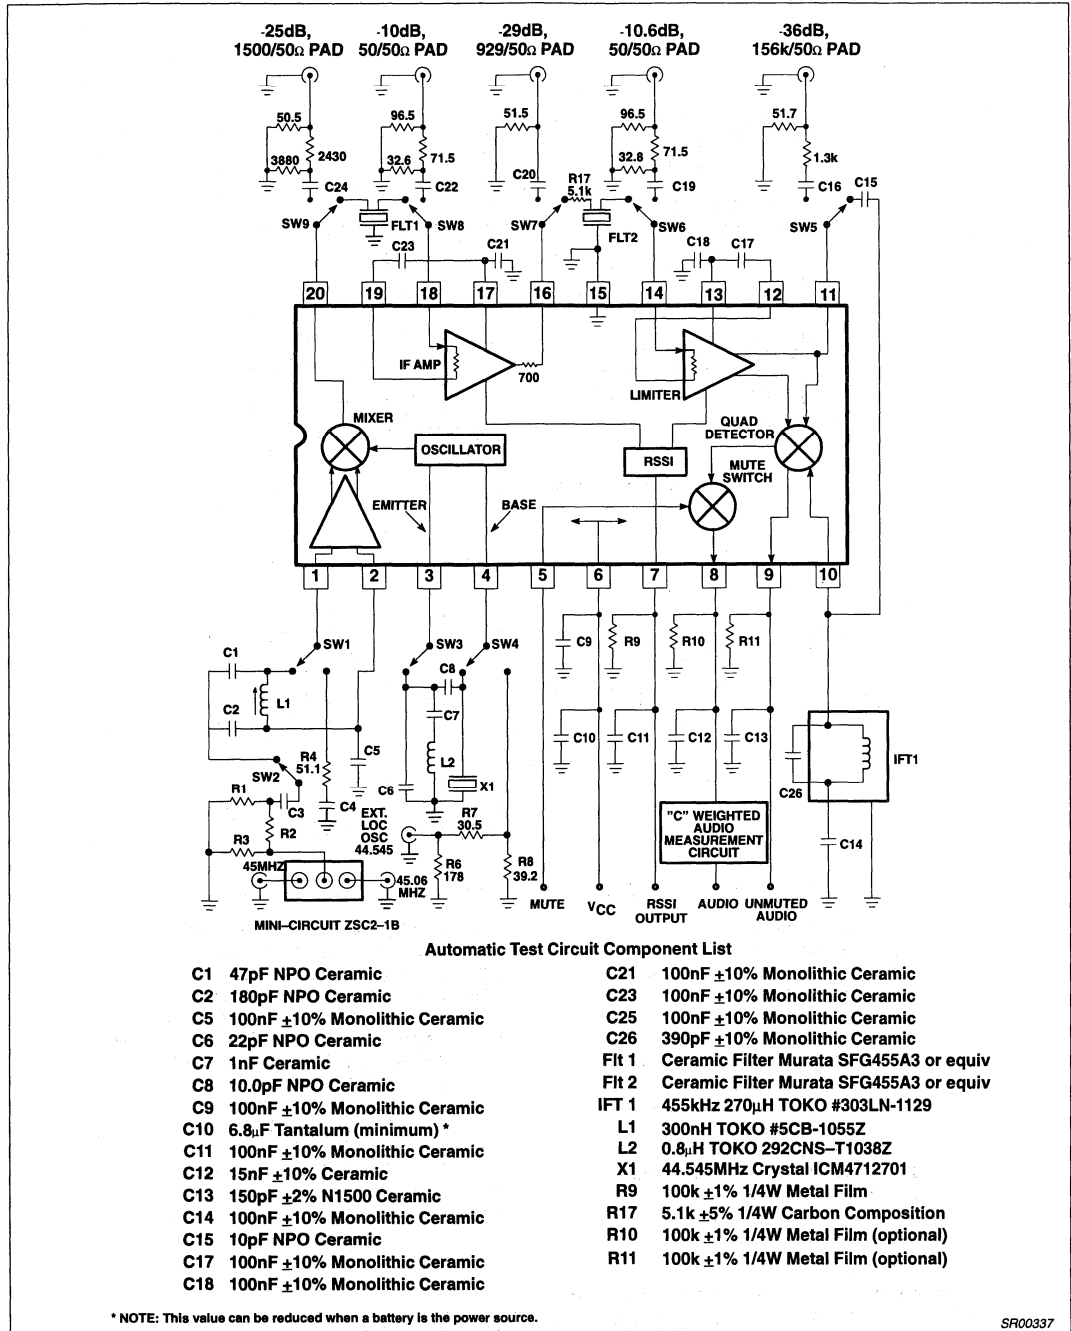 -25dB,
1500/50Ω PAD
-10dB,
50/50Ω PAD
-29dB,
929/50Ω PAD
-10.6dB,
50/50Ω PAD
-36dB,
156k/50Ω PAD
50.5
96.5
51.5
96.5
51.7
2430
71.5
71.5
1.3k
3880
32.6
32.8
C24
C22
C20
R17
5.1k
C19
C16
C15
SW9
FLT1
SW8
SW7
FLT2
SW6
SW5
C23
C21
C18
C17
20
19
18
17
16
15
14
13
12
11
IF AMP
700
LIMITER
MIXER
OSCILLATOR
RSSI
QUAD
DETECTOR
MUTE
SWITCH
EMITTER
BASE
1
2
3
4
5
6
7
8
9
10
SW1
SW3
SW4
C9
R9
R10
R11
C1
C8
L1
C7
C2
C10
C11
C12
C13
C5
L2
X1
IFT1
SW2
R4
51.1
C6
C26
R1
C3
C4
R2
EXT.
LOC
OSC
44.545
R7
30.5
"C" WEIGHTED
AUDIO
MEASUREMENT
CIRCUIT
C14
R3
45MHZ
45.06
MHZ
R6
178
R8
39.2
MINI–CIRCUIT ZSC2–1B
MUTE
VCC
RSSI
OUTPUT
AUDIO
UNMUTED
AUDIO
Automatic Test Circuit Component List
C1 47pF NPO Ceramic
C2 180pF NPO Ceramic
C5 100nF ±10% Monolithic Ceramic
C6 22pF NPO Ceramic
C7 1nF Ceramic
C8 10.0pF NPO Ceramic
C9 100nF ±10% Monolithic Ceramic
C10 6.8µF Tantalum (minimum) *
C11 100nF ±10% Monolithic Ceramic
C12 15nF ±10% Ceramic
C13 150pF ±2% N1500 Ceramic
C14 100nF ±10% Monolithic Ceramic
C15 10pF NPO Ceramic
C17 100nF ±10% Monolithic Ceramic
C18 100nF ±10% Monolithic Ceramic
C21 100nF ±10% Monolithic Ceramic
C23 100nF ±10% Monolithic Ceramic
C25 100nF ±10% Monolithic Ceramic
C26 390pF ±10% Monolithic Ceramic
Flt 1 Ceramic Filter Murata SFG455A3 or equiv
Flt 2 Ceramic Filter Murata SFG455A3 or equiv
IFT 1 455kHz 270µH TOKO #303LN-1129
L1 300nH TOKO #5CB-1055Z
L2 0.8µH TOKO 292CNS–T1038Z
X1 44.545MHz Crystal ICM4712701
R9 100k ±1% 1/4W Metal Film
R17 5.1k ±5% 1/4W Carbon Composition
R10 100k ±1% 1/4W Metal Film (optional)
R11 100k ±1% 1/4W Metal Film (optional)
* NOTE: This value can be reduced when a battery is the power source.
SR00337